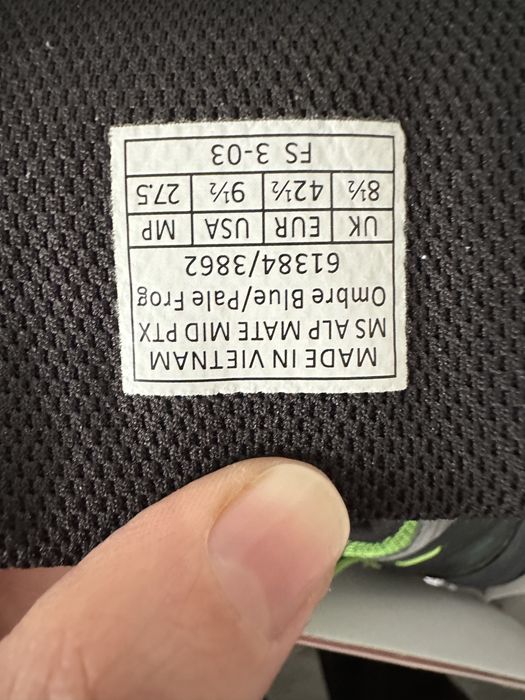 MADE IN VIETNAM
MS ALP MATE MID PTX
Ombre Blue/Pale Frog
61384/3862
UK EUR USA MP
8½ 42½ 9½ 27.5
FS 3-03